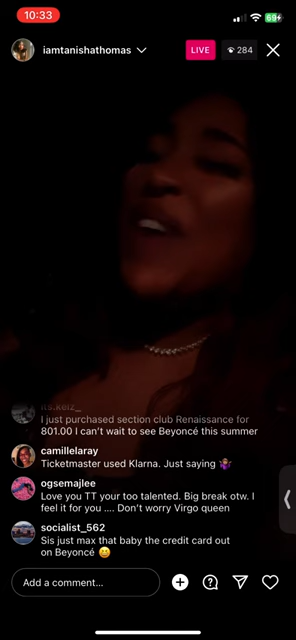 10:33
69
iamtanishathomas
LIVE
284
its.kelz_
I just purchased section club Renaissance for
801.00 I can't wait to see Beyoncé this summer
camillelaray
Ticketmaster used Klarna. Just saying 🤷🏾‍♀️
ogsemajlee
Love you TT your too talented. Big break otw. I
feel it for you .... Don't worry Virgo queen
socialist_562
Sis just max that baby the credit card out
on Beyoncé 😄
Add a comment...